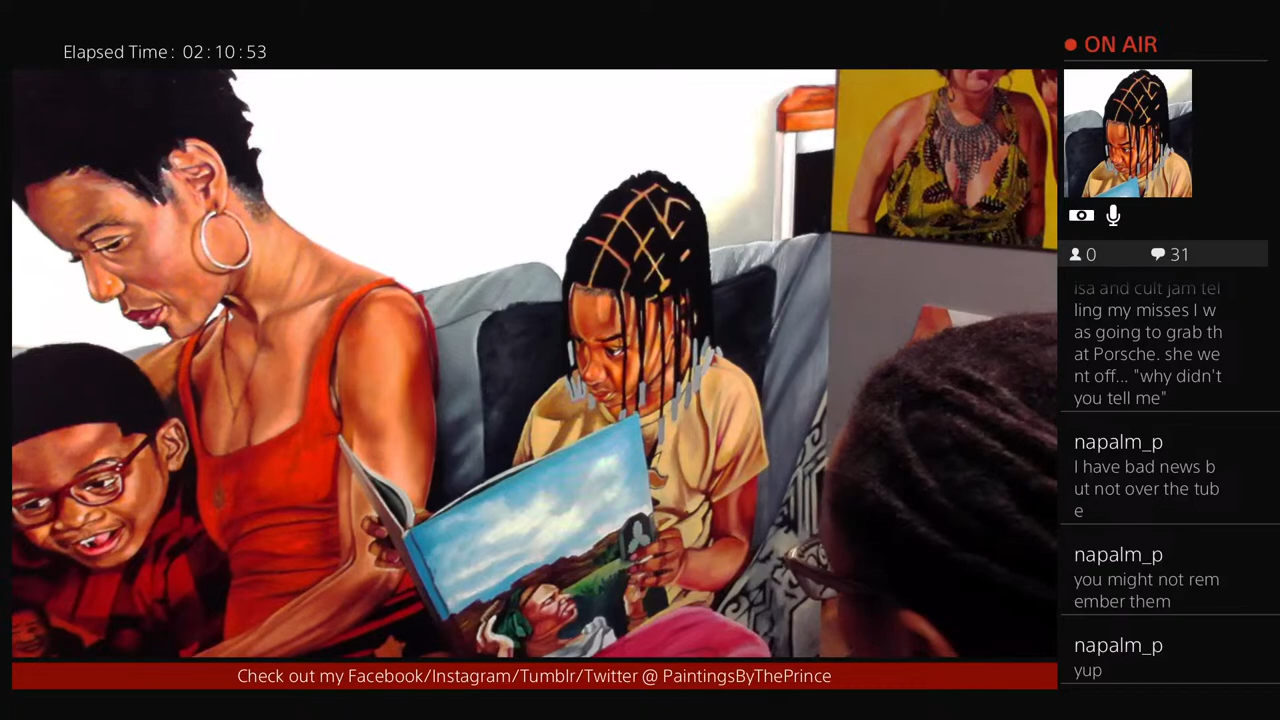 Elapsed Time: 02:10:53
ON AIR
0
31
isa and cult jam tel
ling my misses I w
as going to grab th
at Porsche. she we
nt off... "why didn't
you tell me"
napalm_p
I have bad news b
ut not over the tub
e
napalm_p
you might not rem
ember them
napalm_p
yup
Check out my Facebook/Instagram/Tumblr/Twitter @ PaintingsByThePrince